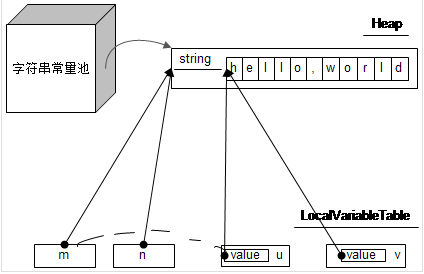 Heap
字符串常量池
string
h e l l o , w o r l d
LocalVariableTable
m
n
value u
value v